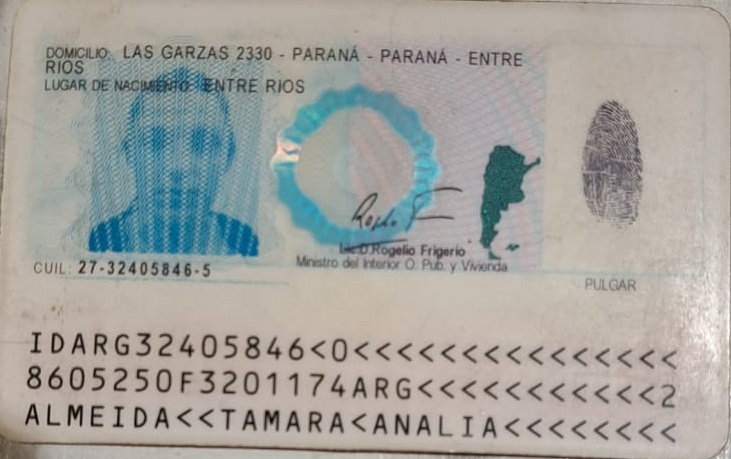 DOMICILIO: LAS GARZAS 2330 - PARANÁ - PARANÁ - ENTRE
RIOS
LUGAR DE NACIMIENTO: ENTRE RIOS
Lic.D.Rogelio Frigerio
Ministro del Interior O. Pub. y Vivienda
CUIL: 27-32405846-5
PULGAR
IDARG32405846<0<<<<<<<<<<<<<<<
8605250F3201174ARG<<<<<<<<<<<2
ALMEIDA<<TAMARA<ANALIA<<<<<<<<